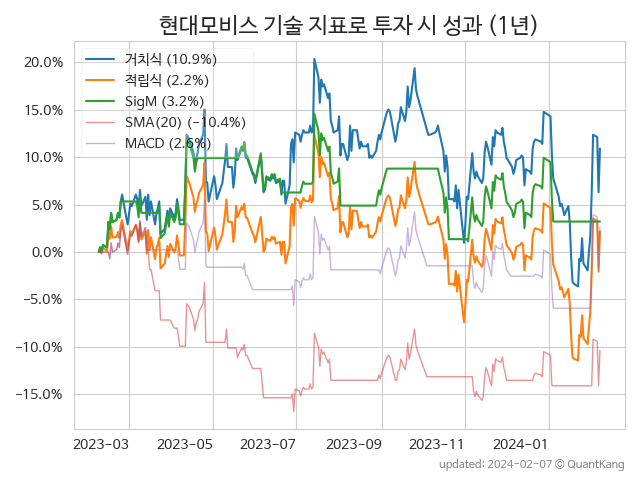 현대모비스 기술 지표로 투자 시 성과 (1년)
거치식 (10.9%)
적립식 (2.2%)
SigM (3.2%)
SMA(20) (−10.4%)
MACD (2.6%)
20.0%
15.0%
10.0%
5.0%
0.0%
−5.0%
−10.0%
−15.0%
2023-03 2023-05 2023-07 2023-09 2023-11 2024-01
updated: 2024-02-07 © QuantKang